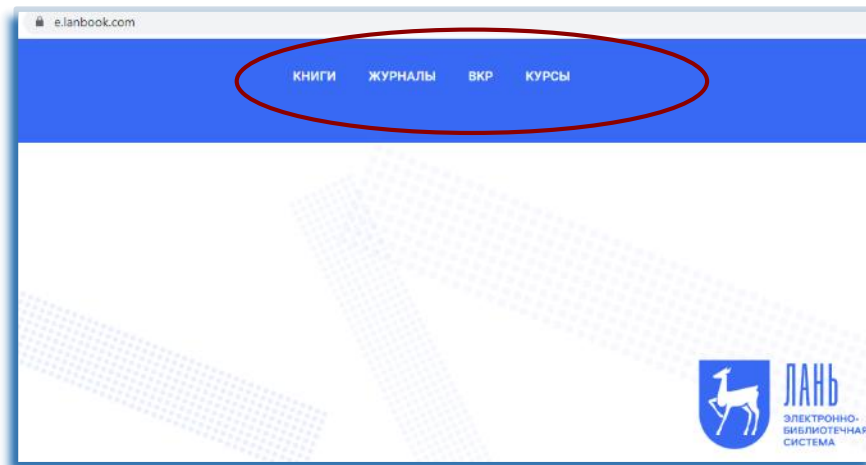 e.lanbook.com
КНИГИ ЖУРНАЛЫ ВКР КУРСЫ
ЛАНЬ
ЭЛЕКТРОННО-
БИБЛИОТЕЧНАЯ
СИСТЕМА